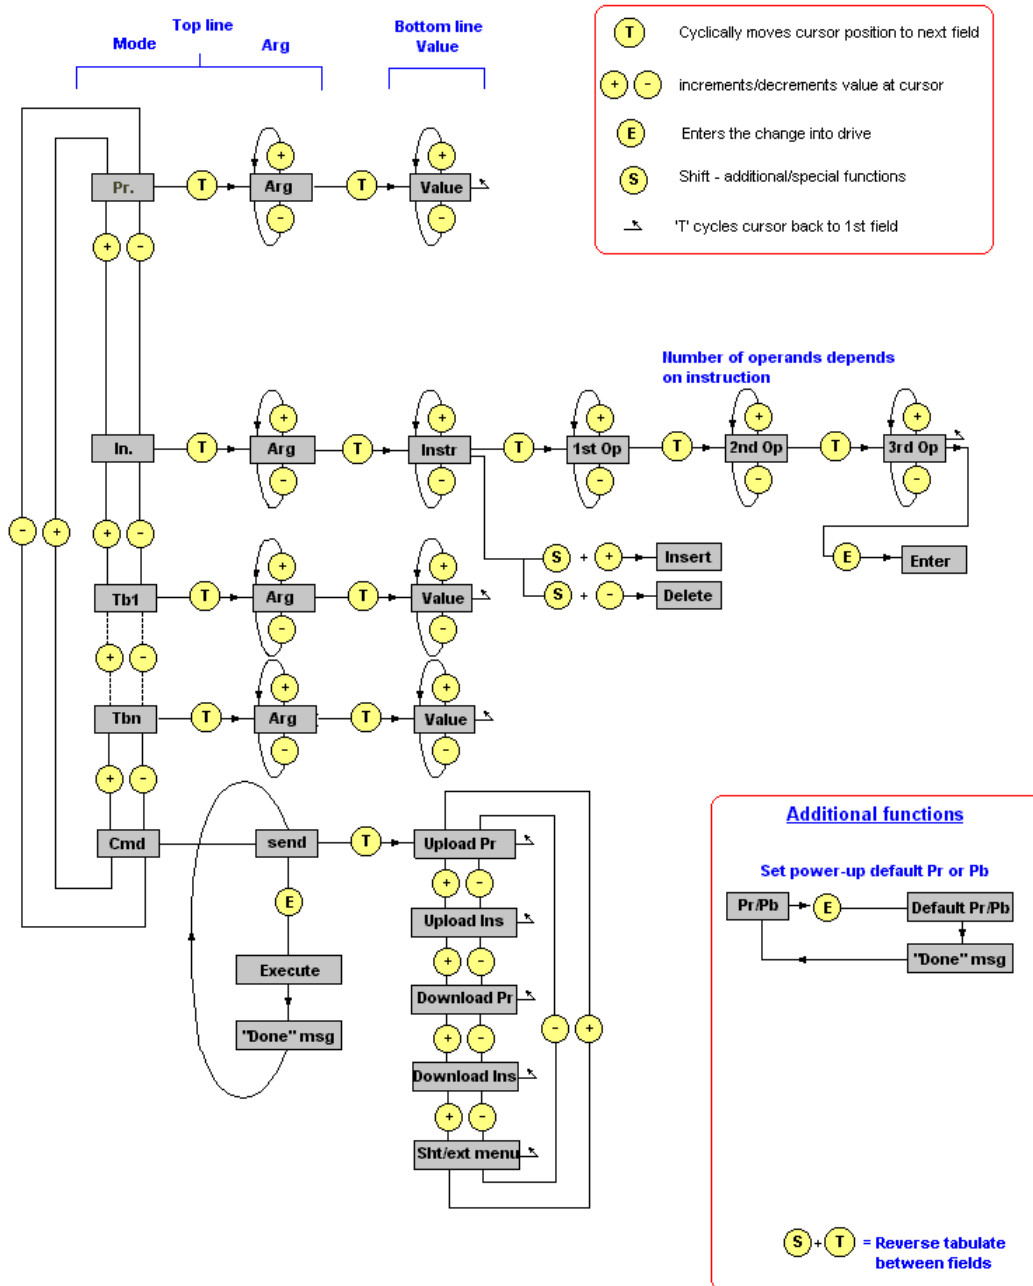 Top line
Mode
Arg
Bottom line
Value
T Cyclically moves cursor position to next field
+ - increments/decrements value at cursor
E Enters the change into drive
S Shift - additional/special functions
'T' cycles cursor back to 1st field
+
Pr. T Arg T Value
-
+ -
Number of operands depends
on instruction
+
In. T Arg T Instr T 1st Op T 2nd Op T 3rd Op
-
- + + -
S + + Insert
E Enter
S + - Delete
+
Tb1 T Arg T Value
-
+ -
+
Tbn T Arg T Value
-
+ -
Cmd send T Upload Pr
+ -
E
Upload Ins
+ -
Execute
Download Pr
"Done" msg
- +
+ -
Download Ins
+ -
Sht/ext menu
Additional functions
Set power-up default Pr or Pb
Pr/Pb E Default Pr/Pb
"Done" msg
S + T = Reverse tabulate
between fields